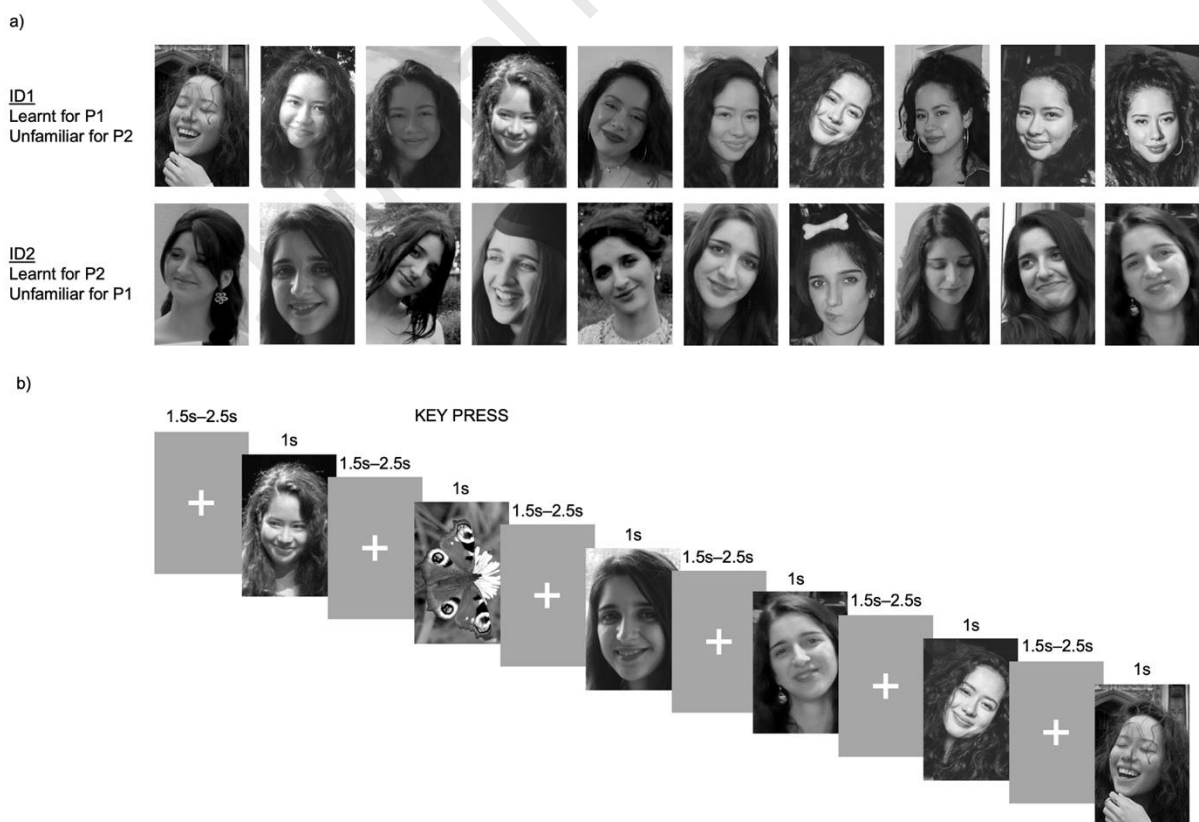 a)
ID1
Learnt for P1
Unfamiliar for P2
ID2
Learnt for P2
Unfamiliar for P1
b)
1.5s–2.5s
KEY PRESS
1s
1.5s–2.5s
1s
1.5s–2.5s
1s
1.5s–2.5s
1s
1.5s–2.5s
1s
1.5s–2.5s
1s